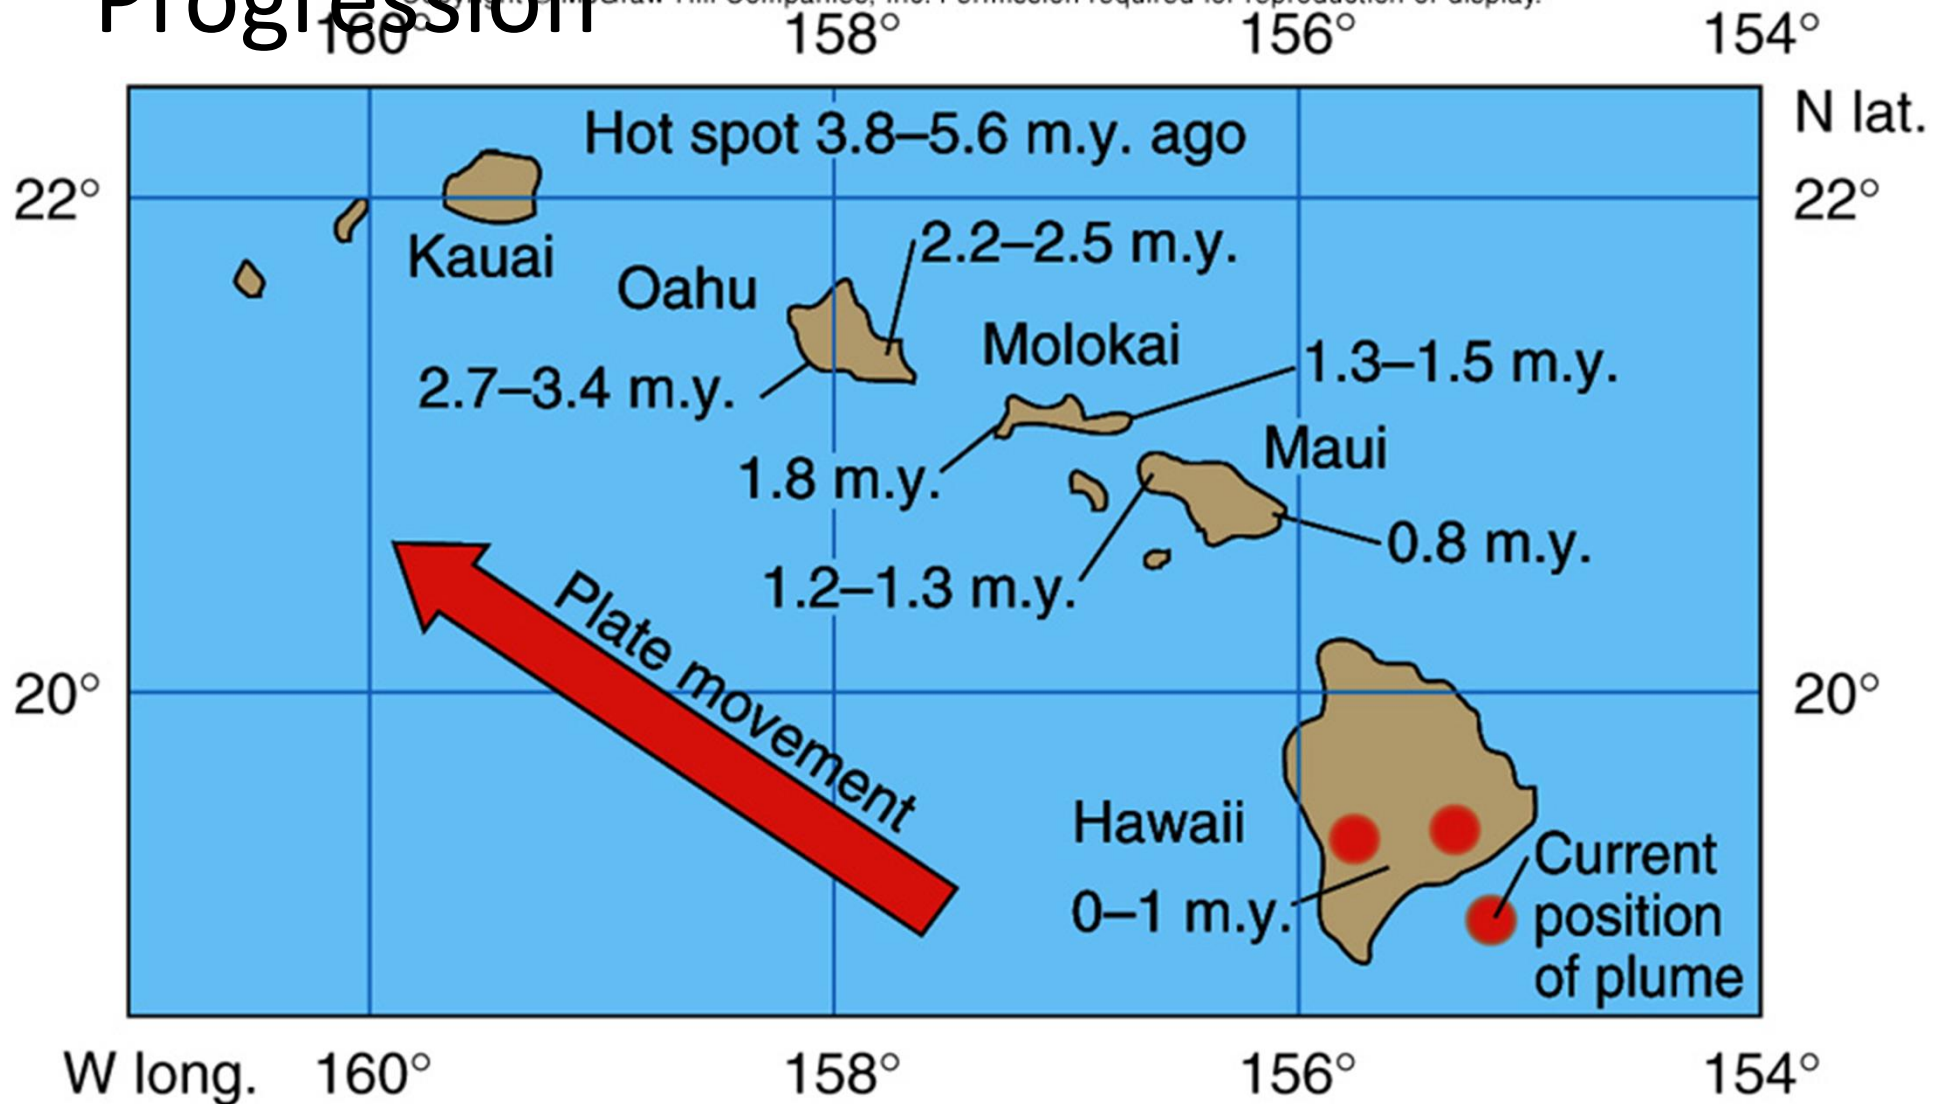 Progression
160° 158° 156° 154°
N lat.
Hot spot 3.8–5.6 m.y. ago
22° 22°
2.2–2.5 m.y.
Kauai
Oahu
Molokai
1.3–1.5 m.y.
2.7–3.4 m.y.
Maui
1.8 m.y.
0.8 m.y.
1.2–1.3 m.y.
Plate movement
20° 20°
Hawaii
Current
position
of plume
0–1 m.y.
W long. 160° 158° 156° 154°